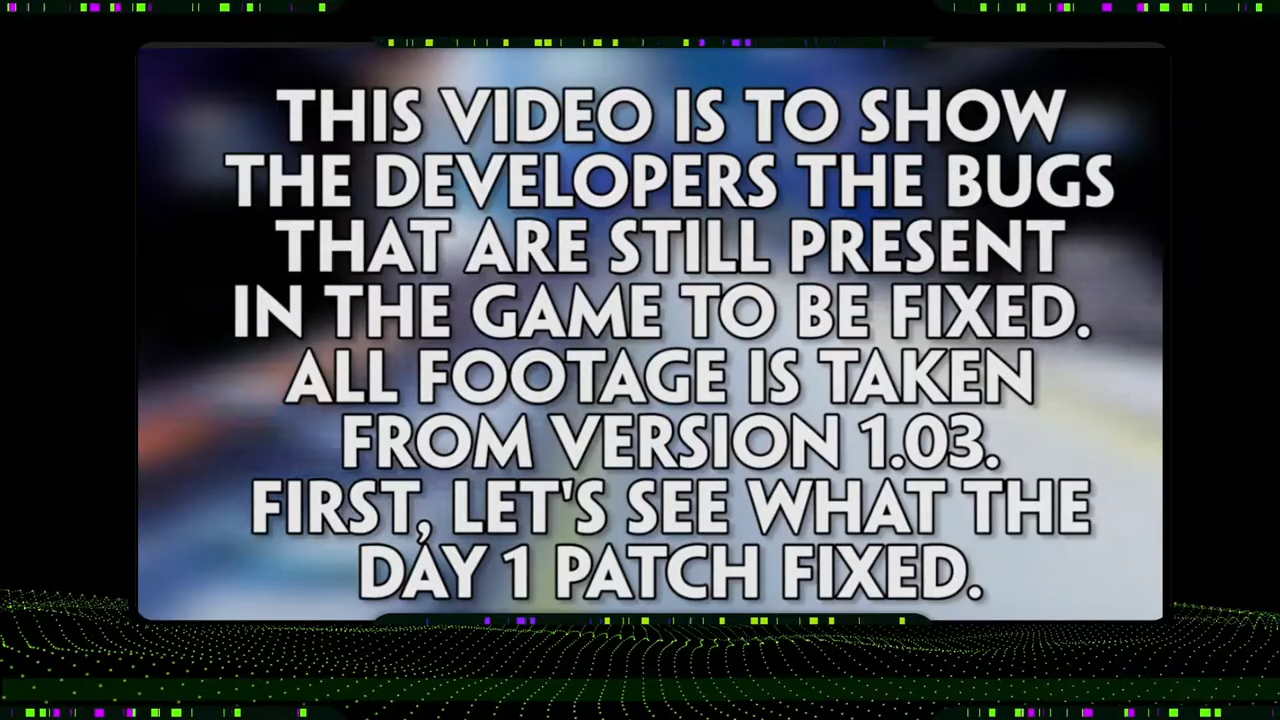 THIS VIDEO IS TO SHOW
THE DEVELOPERS THE BUGS
THAT ARE STILL PRESENT
IN THE GAME TO BE FIXED.
ALL FOOTAGE IS TAKEN
FROM VERSION 1.03.
FIRST, LET'S SEE WHAT THE
DAY 1 PATCH FIXED.